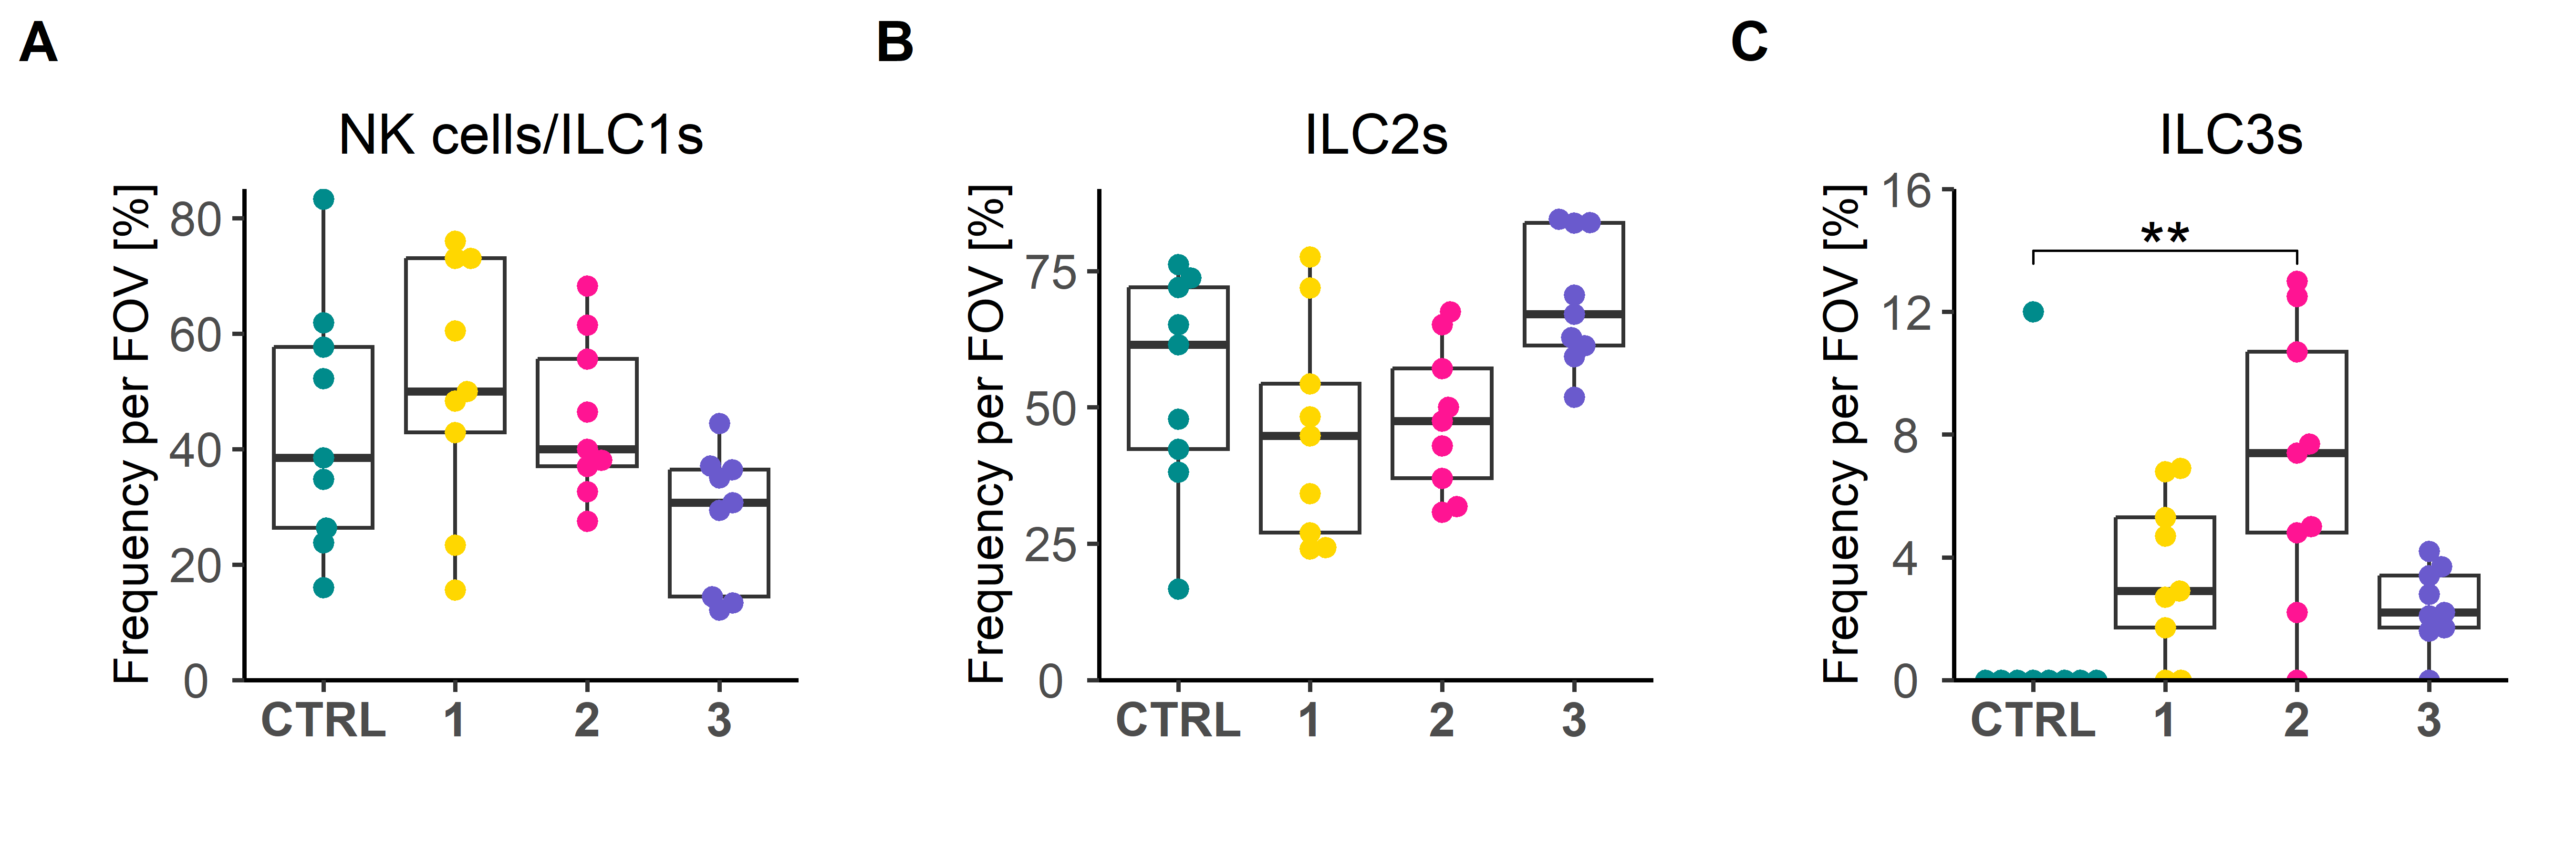 A
B
C
NK cells/ILC1s
ILC2s
ILC3s
Frequency per FOV [%]
80
60
40
20
0
CTRL 1 2 3
Frequency per FOV [%]
75
50
25
0
CTRL 1 2 3
Frequency per FOV [%]
16
12
8
4
0
**
CTRL 1 2 3